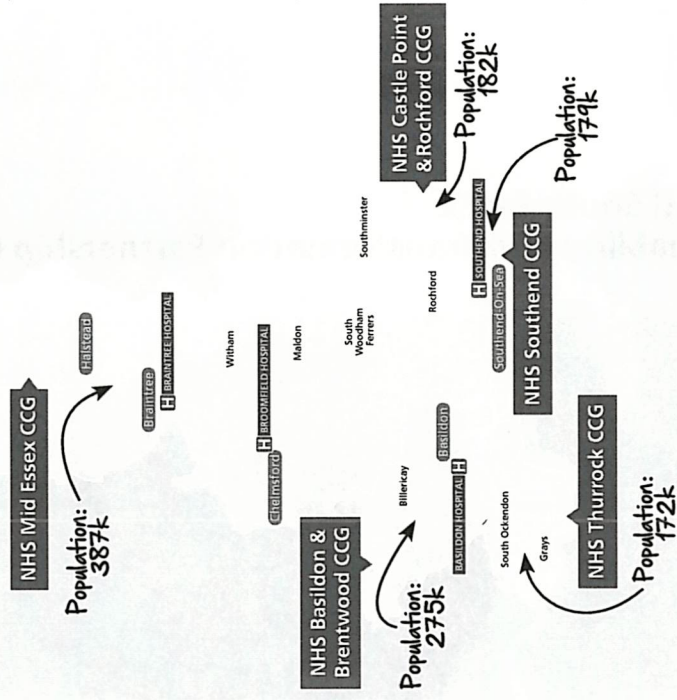 NHS Mid Essex CCG
Population:
387k
Halstead
Braintree
H BRAINTREE HOSPITAL
Witham
H BROOMFIELD HOSPITAL
Chelmsford
Maldon
NHS Basildon &
Brentwood CCG
South
Woodham
Ferrers
Southminster
Population:
275k
Billericay
NHS Castle Point
& Rochford CCG
Rochford
Basildon
BASILDON HOSPITAL H
Population:
182k
H SOUTHEND HOSPITAL
Southend-On-Sea
South Ockendon
NHS Southend CCG
Grays
Population:
179k
NHS Thurrock CCG
Population:
172k